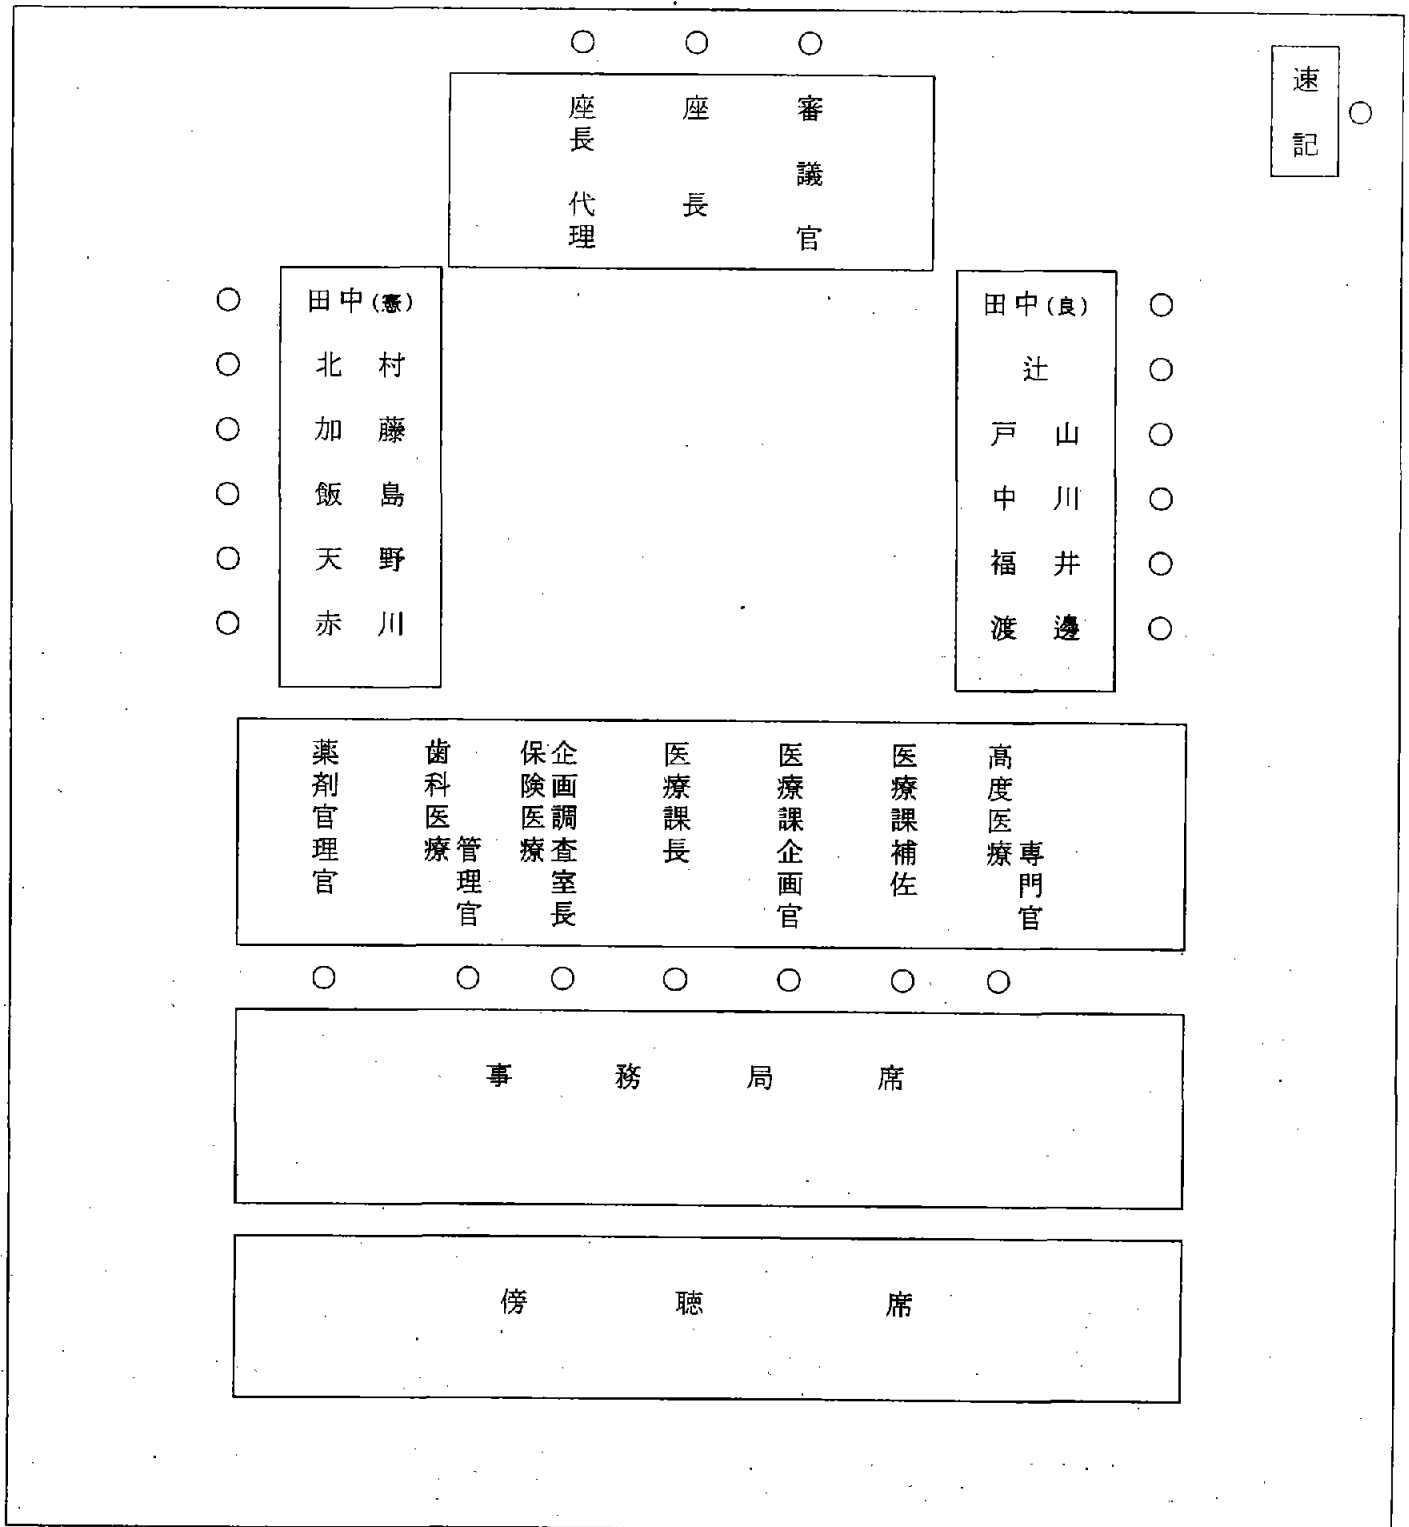 座長代理
座長
審議官
速記
田中(憲)
北村
加藤
飯島
天野
赤川
田中(良)
辻
戸山
中川
福井
渡邊
薬剤官理官
歯科医療
管理官
保険医療
企画調査室長
医療課長
医療課企画官
医療課補佐
高度医療
専門官
事務局席
傍聴席